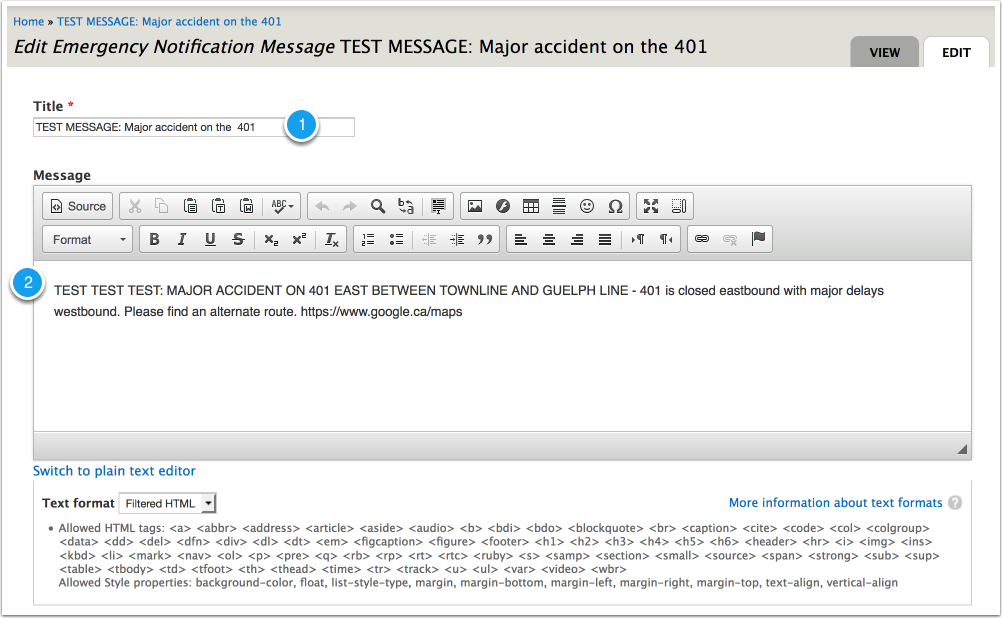 Home » TEST MESSAGE: Major accident on the 401
Edit Emergency Notification Message TEST MESSAGE: Major accident on the 401
VIEW
EDIT
Title *
TEST MESSAGE: Major accident on the  401
1
Message
Source
ABC
Format
B I U S x₂ x² Tx
2
TEST TEST TEST: MAJOR ACCIDENT ON 401 EAST BETWEEN TOWNLINE AND GUELPH LINE - 401 is closed eastbound with major delays
westbound. Please find an alternate route. https://www.google.ca/maps
Switch to plain text editor
Text format Filtered HTML
More information about text formats ?
• Allowed HTML tags: <a> <abbr> <address> <article> <aside> <audio> <b> <bdi> <bdo> <blockquote> <br> <caption> <cite> <code> <col> <colgroup>
<data> <dd> <del> <dfn> <div> <dl> <dt> <em> <figcaption> <figure> <footer> <h1> <h2> <h3> <h4> <h5> <h6> <header> <hr> <i> <img> <ins>
<kbd> <li> <mark> <nav> <ol> <p> <pre> <q> <rb> <rp> <rt> <rtc> <ruby> <s> <samp> <section> <small> <source> <span> <strong> <sub> <sup>
<table> <tbody> <td> <tfoot> <th> <thead> <time> <tr> <track> <u> <ul> <var> <video> <wbr>
Allowed Style properties: background-color, float, list-style-type, margin, margin-bottom, margin-left, margin-right, margin-top, text-align, vertical-align